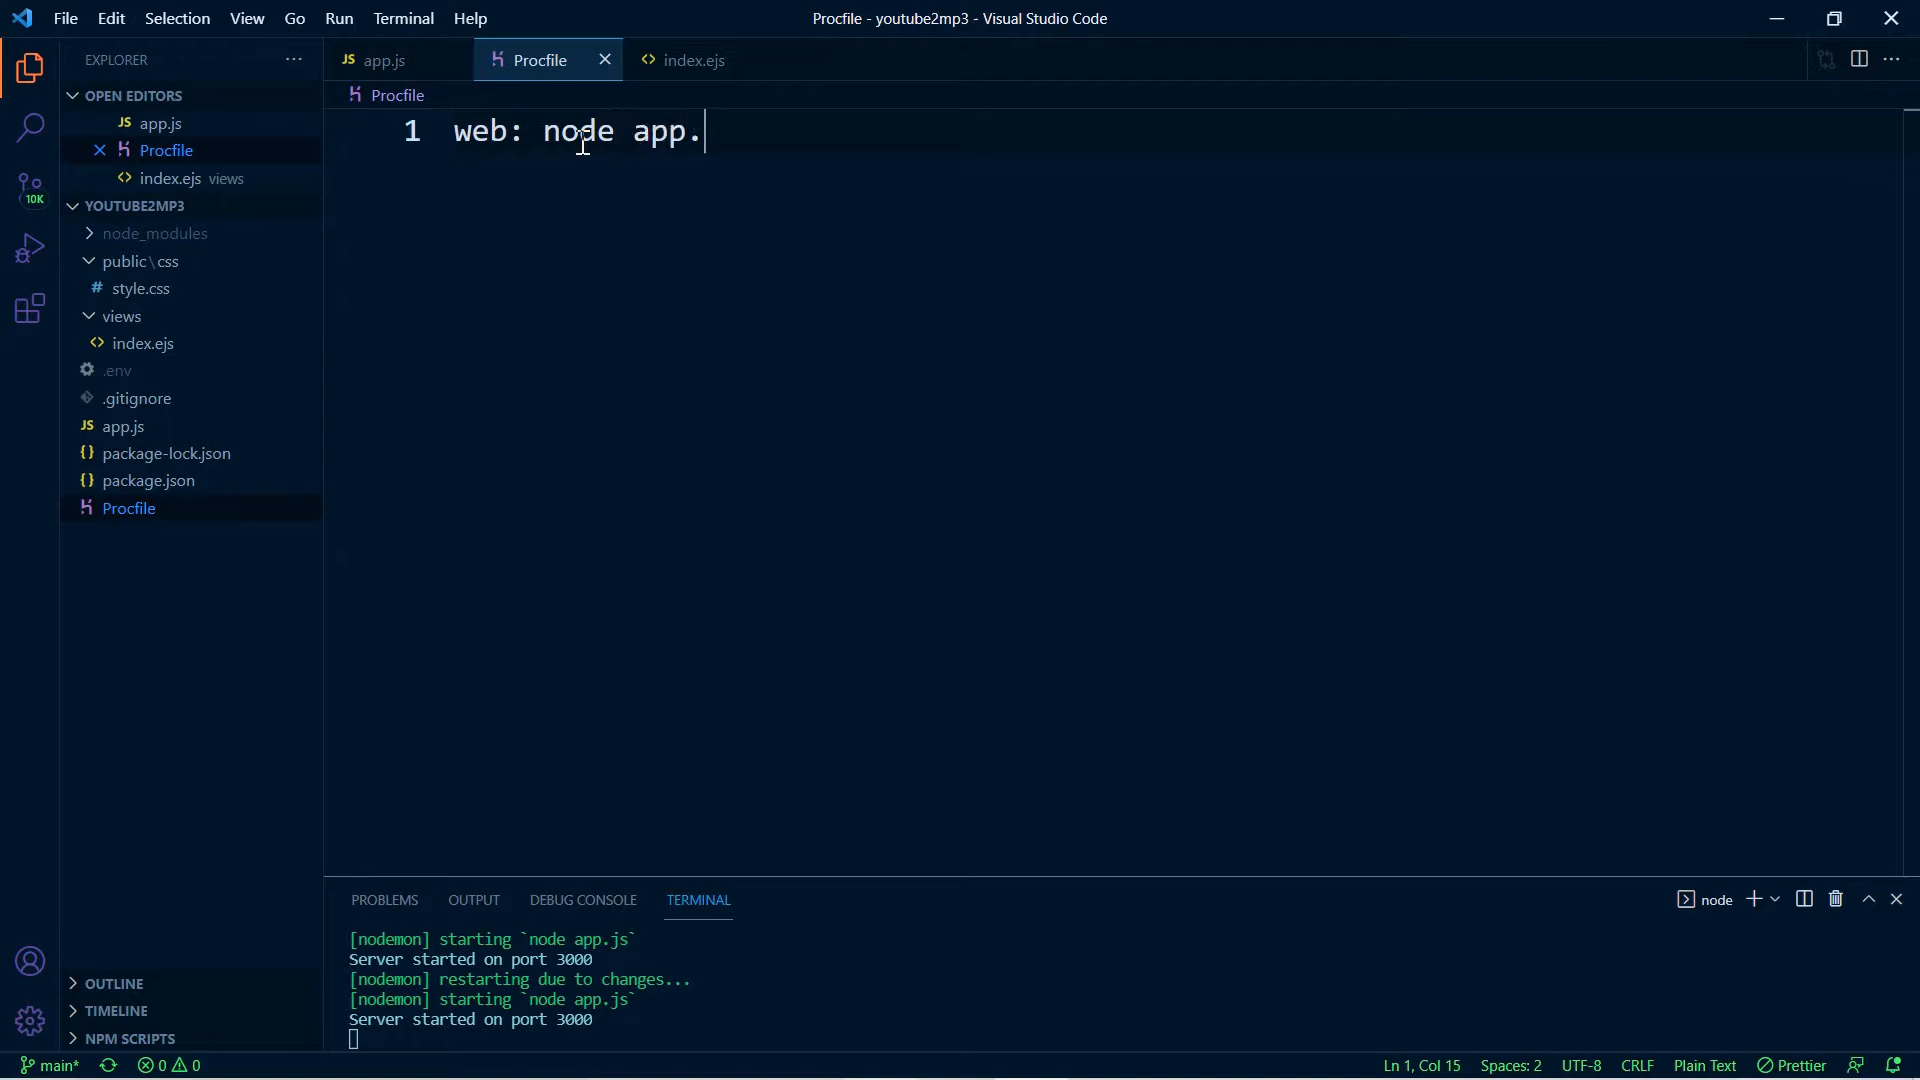 File Edit Selection View Go Run Terminal Help
Procfile - youtube2mp3 - Visual Studio Code
EXPLORER
OPEN EDITORS
JS app.js
Procfile
index.ejs views
YOUTUBE2MP3
node_modules
public\css
# style.css
views
index.ejs
.env
.gitignore
JS app.js
{} package-lock.json
{} package.json
Procfile
OUTLINE
TIMELINE
NPM SCRIPTS
10K
JS app.js Procfile index.ejs
Procfile
1 web: node app.
PROBLEMS OUTPUT DEBUG CONSOLE TERMINAL
node
[nodemon] starting `node app.js`
Server started on port 3000
[nodemon] restarting due to changes...
[nodemon] starting `node app.js`
Server started on port 3000
main* 0 0
Ln 1, Col 15 Spaces: 2 UTF-8 CRLF Plain Text Prettier